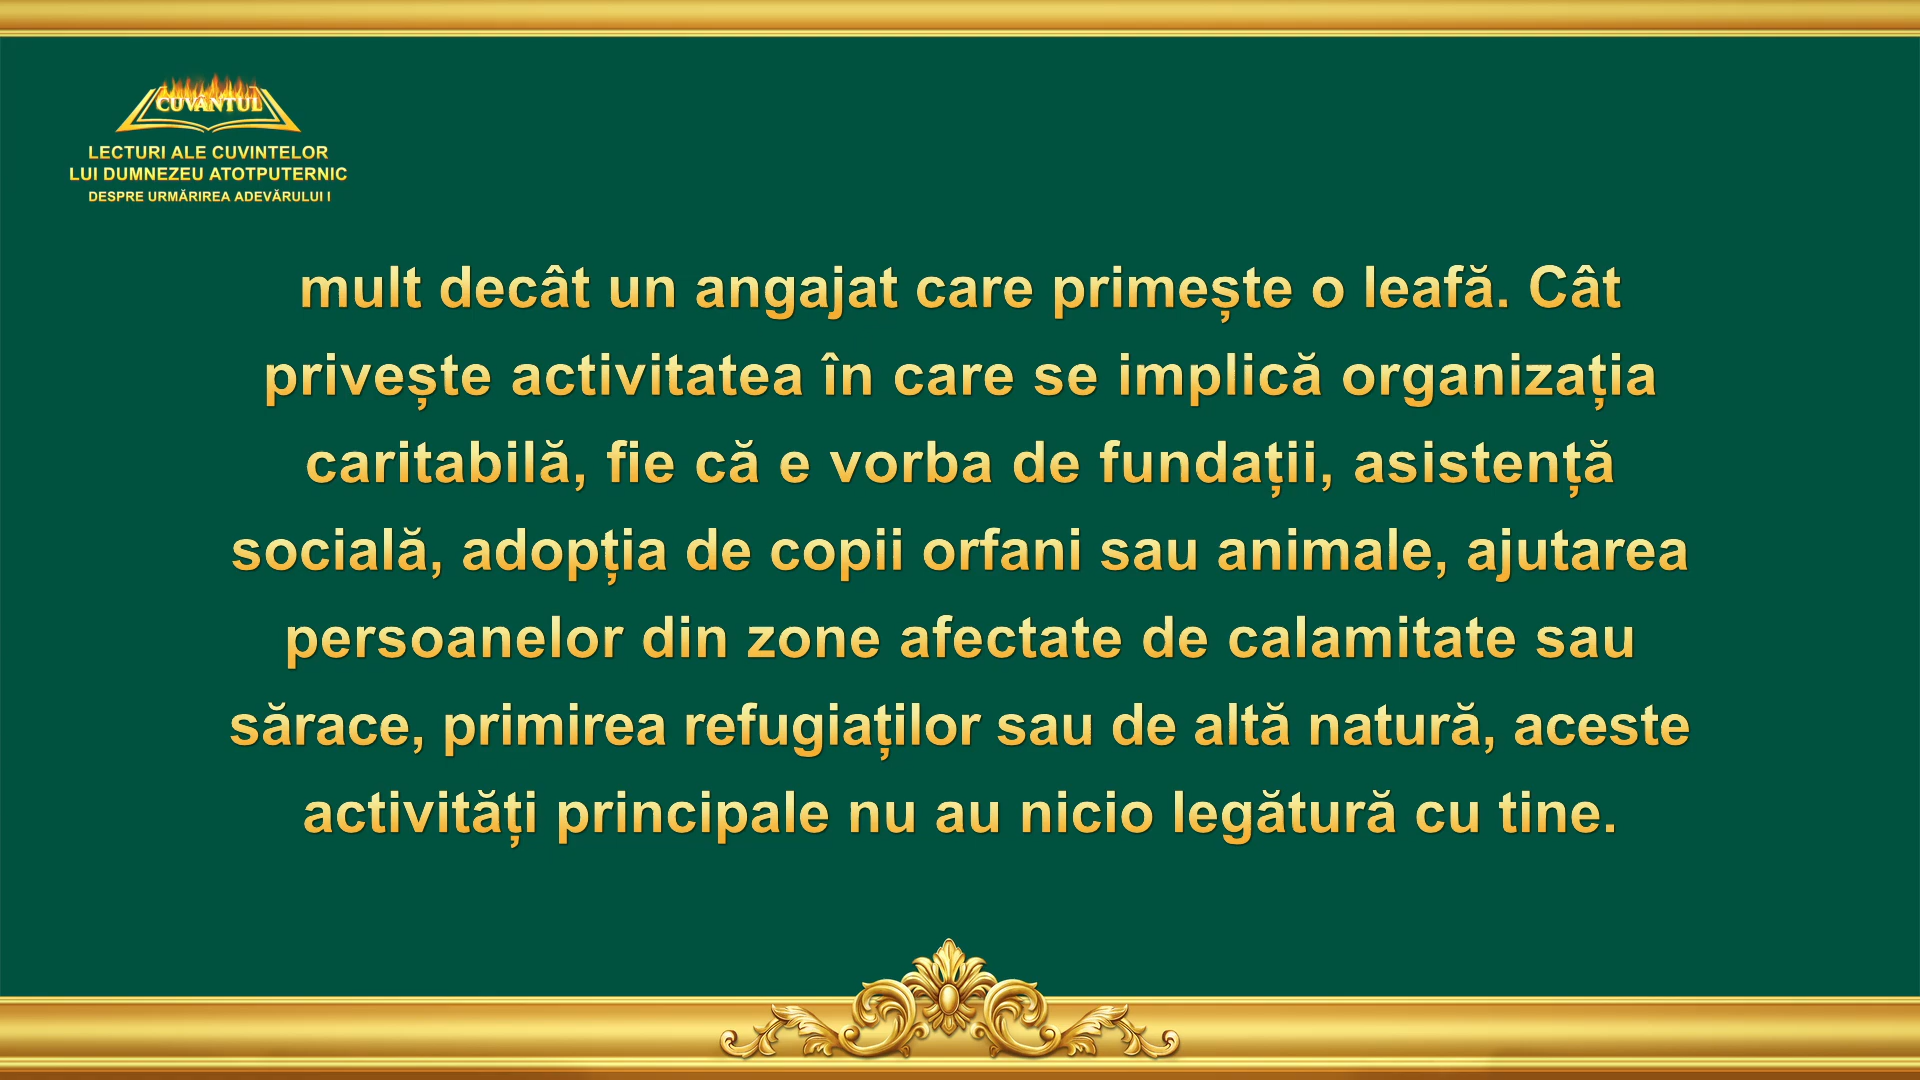 CUVÂNTUL
LECTURI ALE CUVINTELOR
LUI DUMNEZEU ATOTPUTERNIC
DESPRE URMĂRIREA ADEVĂRULUI I
mult decât un angajat care primește o leafă. Cât
privește activitatea în care se implică organizația
caritabilă, fie că e vorba de fundații, asistență
socială, adopția de copii orfani sau animale, ajutarea
persoanelor din zone afectate de calamitate sau
sărace, primirea refugiaților sau de altă natură, aceste
activități principale nu au nicio legătură cu tine.